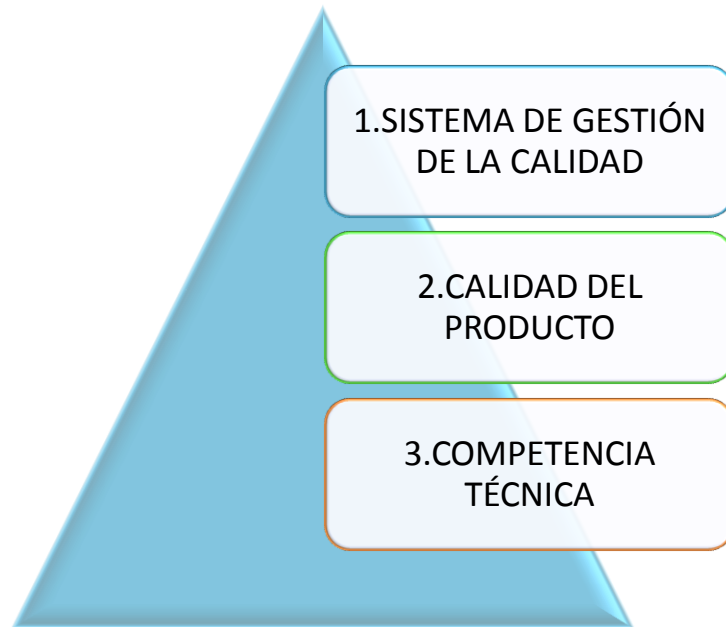 1.SISTEMA DE GESTIÓN
DE LA CALIDAD
2.CALIDAD DEL
PRODUCTO
3.COMPETENCIA
TÉCNICA